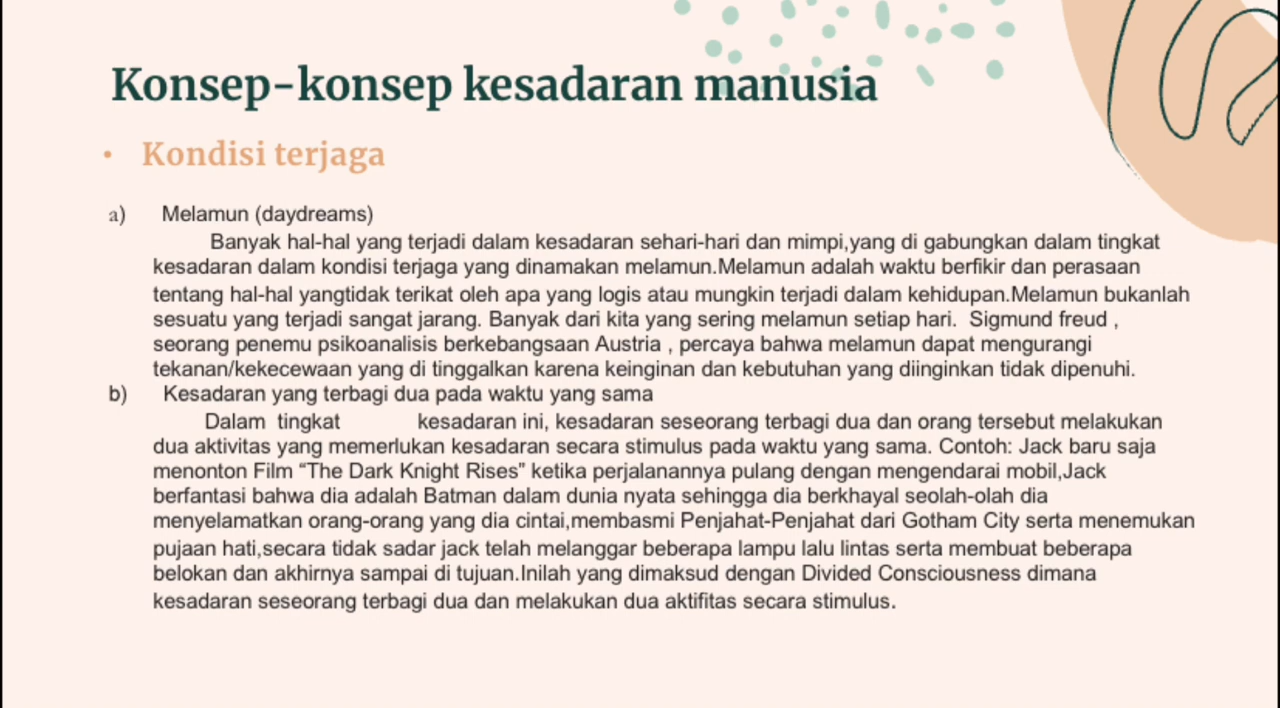 Konsep-konsep kesadaran manusia
• Kondisi terjaga
a) Melamun (daydreams)
Banyak hal-hal yang terjadi dalam kesadaran sehari-hari dan mimpi,yang di gabungkan dalam tingkat
kesadaran dalam kondisi terjaga yang dinamakan melamun.Melamun adalah waktu berfikir dan perasaan
tentang hal-hal yangtidak terikat oleh apa yang logis atau mungkin terjadi dalam kehidupan.Melamun bukanlah
sesuatu yang terjadi sangat jarang. Banyak dari kita yang sering melamun setiap hari. Sigmund freud ,
seorang penemu psikoanalisis berkebangsaan Austria , percaya bahwa melamun dapat mengurangi
tekanan/kekecewaan yang di tinggalkan karena keinginan dan kebutuhan yang diinginkan tidak dipenuhi.
b) Kesadaran yang terbagi dua pada waktu yang sama
Dalam tingkat kesadaran ini, kesadaran seseorang terbagi dua dan orang tersebut melakukan
dua aktivitas yang memerlukan kesadaran secara stimulus pada waktu yang sama. Contoh: Jack baru saja
menonton Film “The Dark Knight Rises” ketika perjalanannya pulang dengan mengendarai mobil,Jack
berfantasi bahwa dia adalah Batman dalam dunia nyata sehingga dia berkhayal seolah-olah dia
menyelamatkan orang-orang yang dia cintai,membasmi Penjahat-Penjahat dari Gotham City serta menemukan
pujaan hati,secara tidak sadar jack telah melanggar beberapa lampu lalu lintas serta membuat beberapa
belokan dan akhirnya sampai di tujuan.Inilah yang dimaksud dengan Divided Consciousness dimana
kesadaran seseorang terbagi dua dan melakukan dua aktifitas secara stimulus.